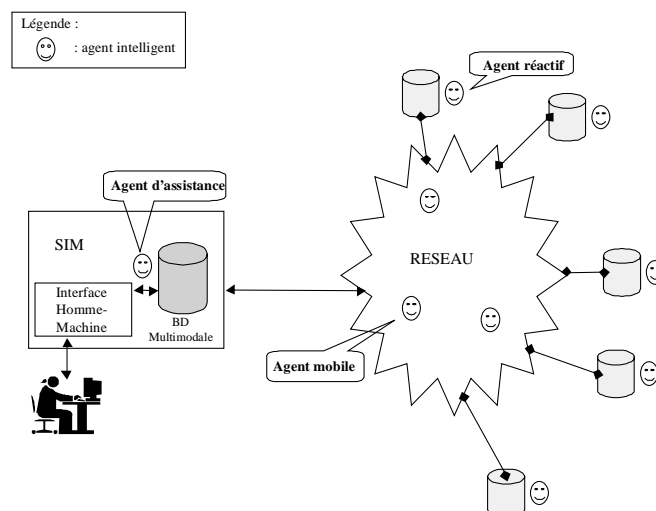 Légende :
: agent intelligent
Agent réactif
Agent d'assistance
SIM
Interface
Homme-
Machine
BD
Multimodale
RESEAU
Agent mobile